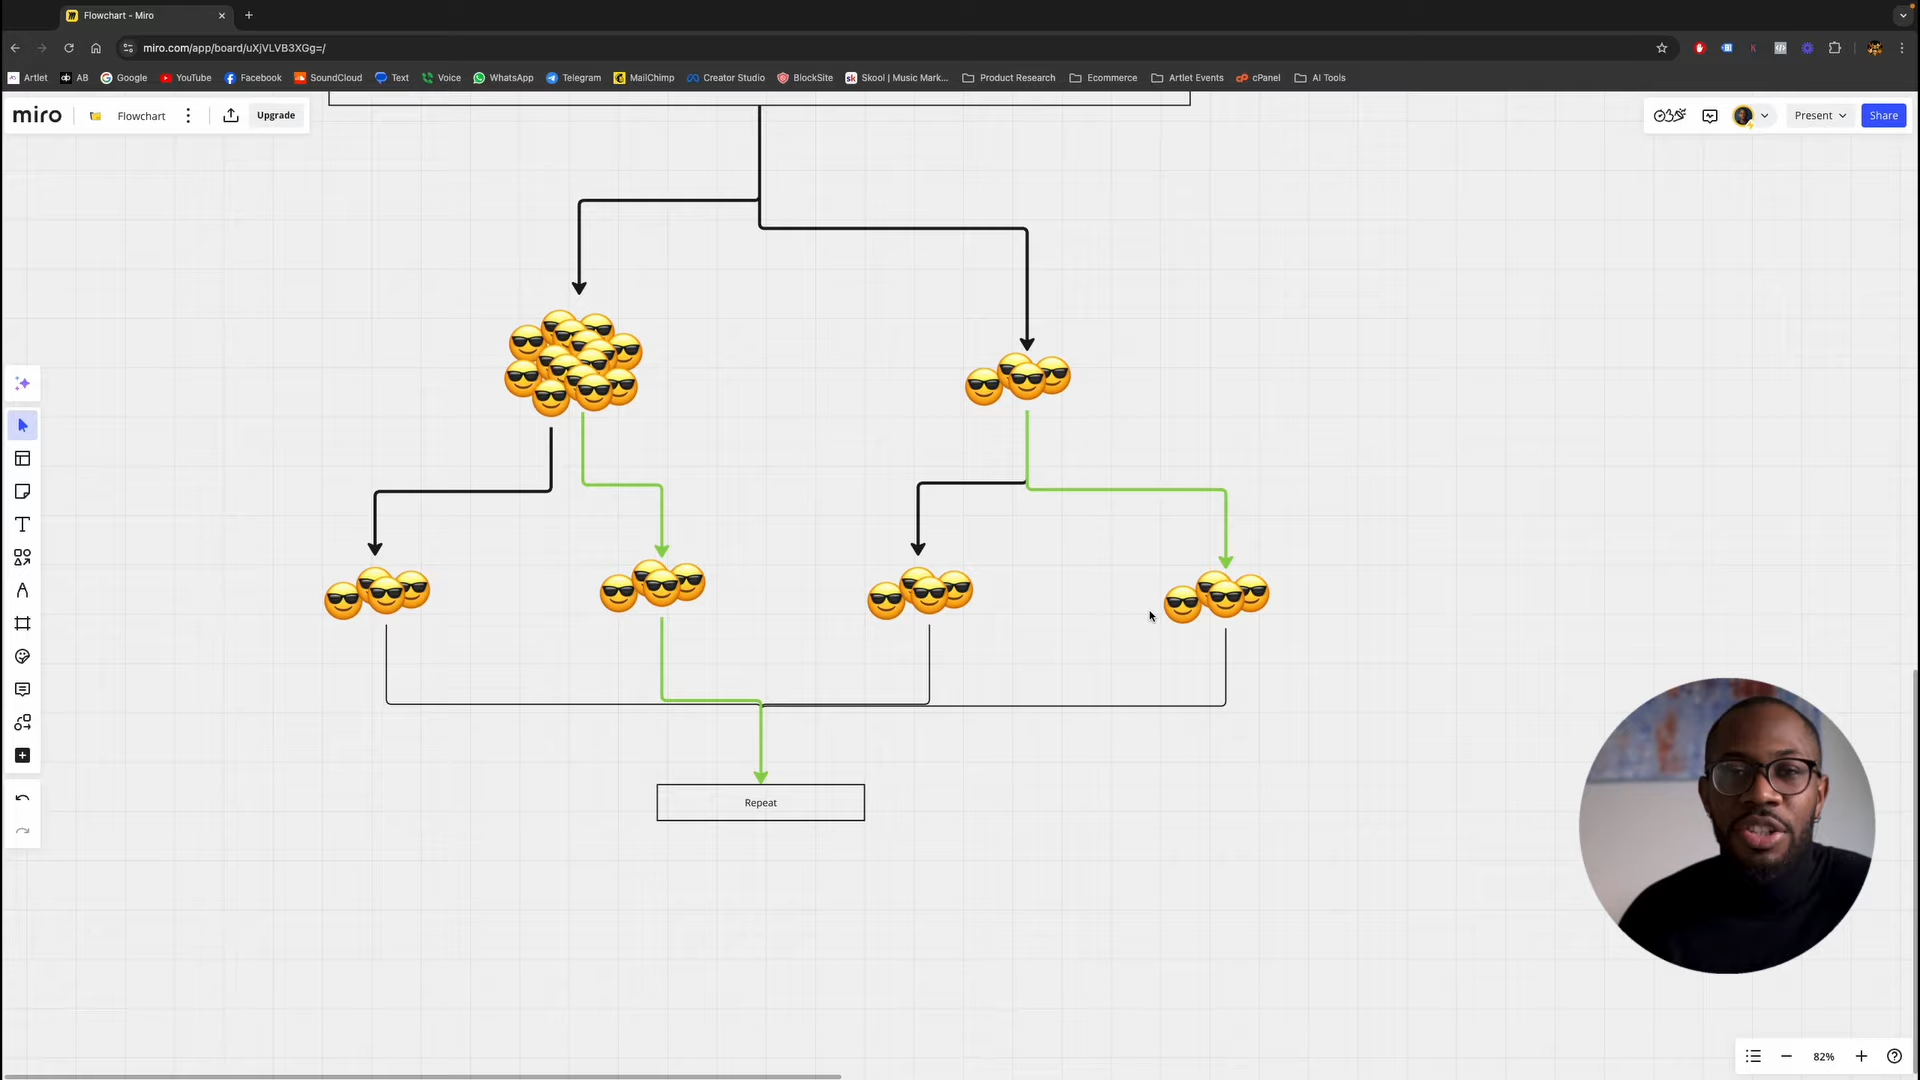 Flowchart - Miro
miro.com/app/board/uXjVLVB3XGg=/
Artlet
AB
Google
YouTube
Facebook
SoundCloud
Text
Voice
WhatsApp
Telegram
MailChimp
Creator Studio
BlockSite
Skool | Music Mark...
Product Research
Ecommerce
Artlet Events
cPanel
AI Tools
miro
Flowchart
Upgrade
Present
Share
Repeat
82%